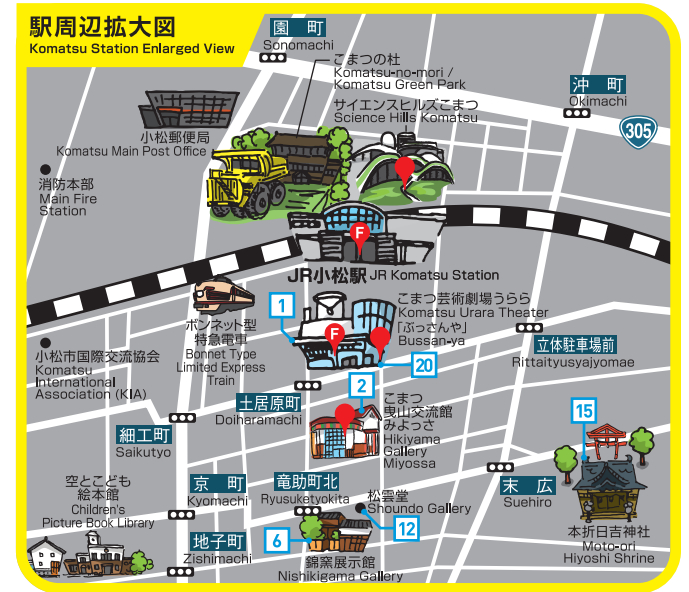 駅周辺拡大図
Komatsu Station Enlarged View
園 町
Sonomachi
こまつの杜
Komatsu-no-mori /
Komatsu Green Park
沖 町
Okimachi
サイエンスヒルズこまつ
Science Hills Komatsu
305
小松郵便局
Komatsu Main Post Office
消防本部
Main Fire
Station
F
JR小松駅 JR Komatsu Station
ボンネット型
特急電車
Bonnet Type
Limited Express
Train
1
F
こまつ芸術劇場うらら
Komatsu Urara Theater
「ぶっさんや」
Bussan-ya
20
立体駐車場前
Rittaityusyajyomae
小松市国際交流協会
Komatsu
International
Association (KIA)
土居原町
Doiharamachi
2
こまつ
曳山交流館
みよっさ
Hikiyama
Gallery
Miyossa
15
細工町
Saikutyo
空とこども
絵本館
Children's
Picture Book Library
京 町
Kyomachi
竜助町北
Ryusuketyokita
松雲堂
Shoundo Gallery
12
末 広
Suehiro
本折日吉神社
Moto-ori
Hiyoshi Shrine
地子町
Zishimachi
6
錦窯展示館
Nishikigama Gallery